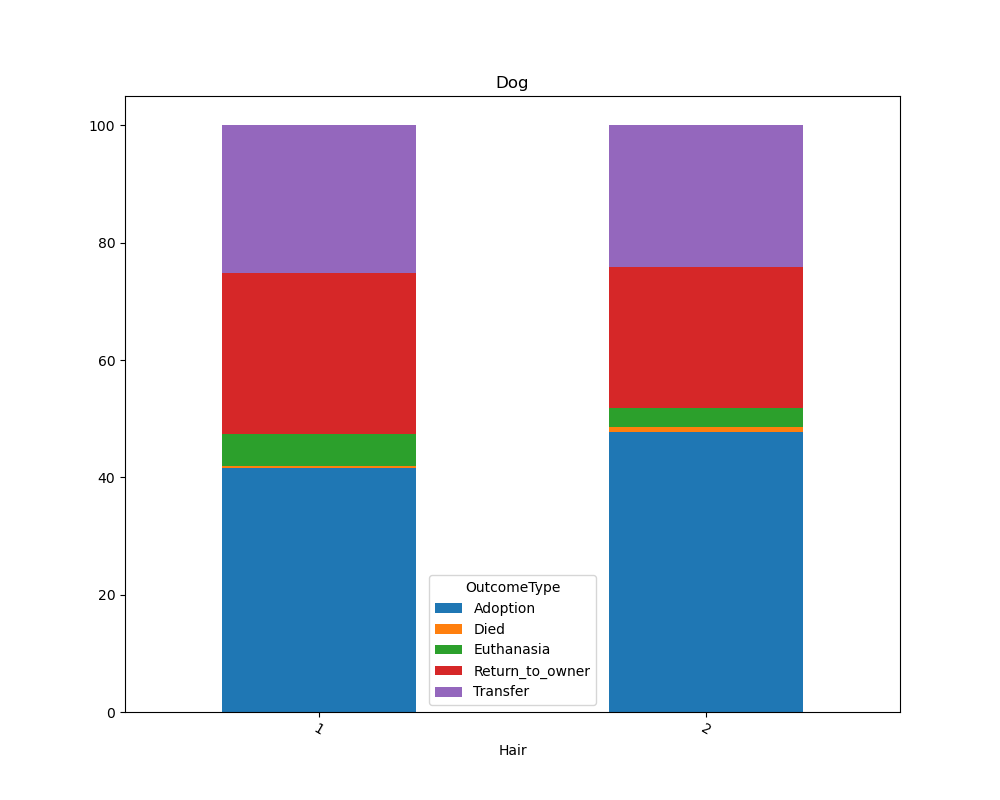 Dog
100
80
60
40
20
0
OutcomeType
Adoption
Died
Euthanasia
Return_to_owner
Transfer
1
2
Hair